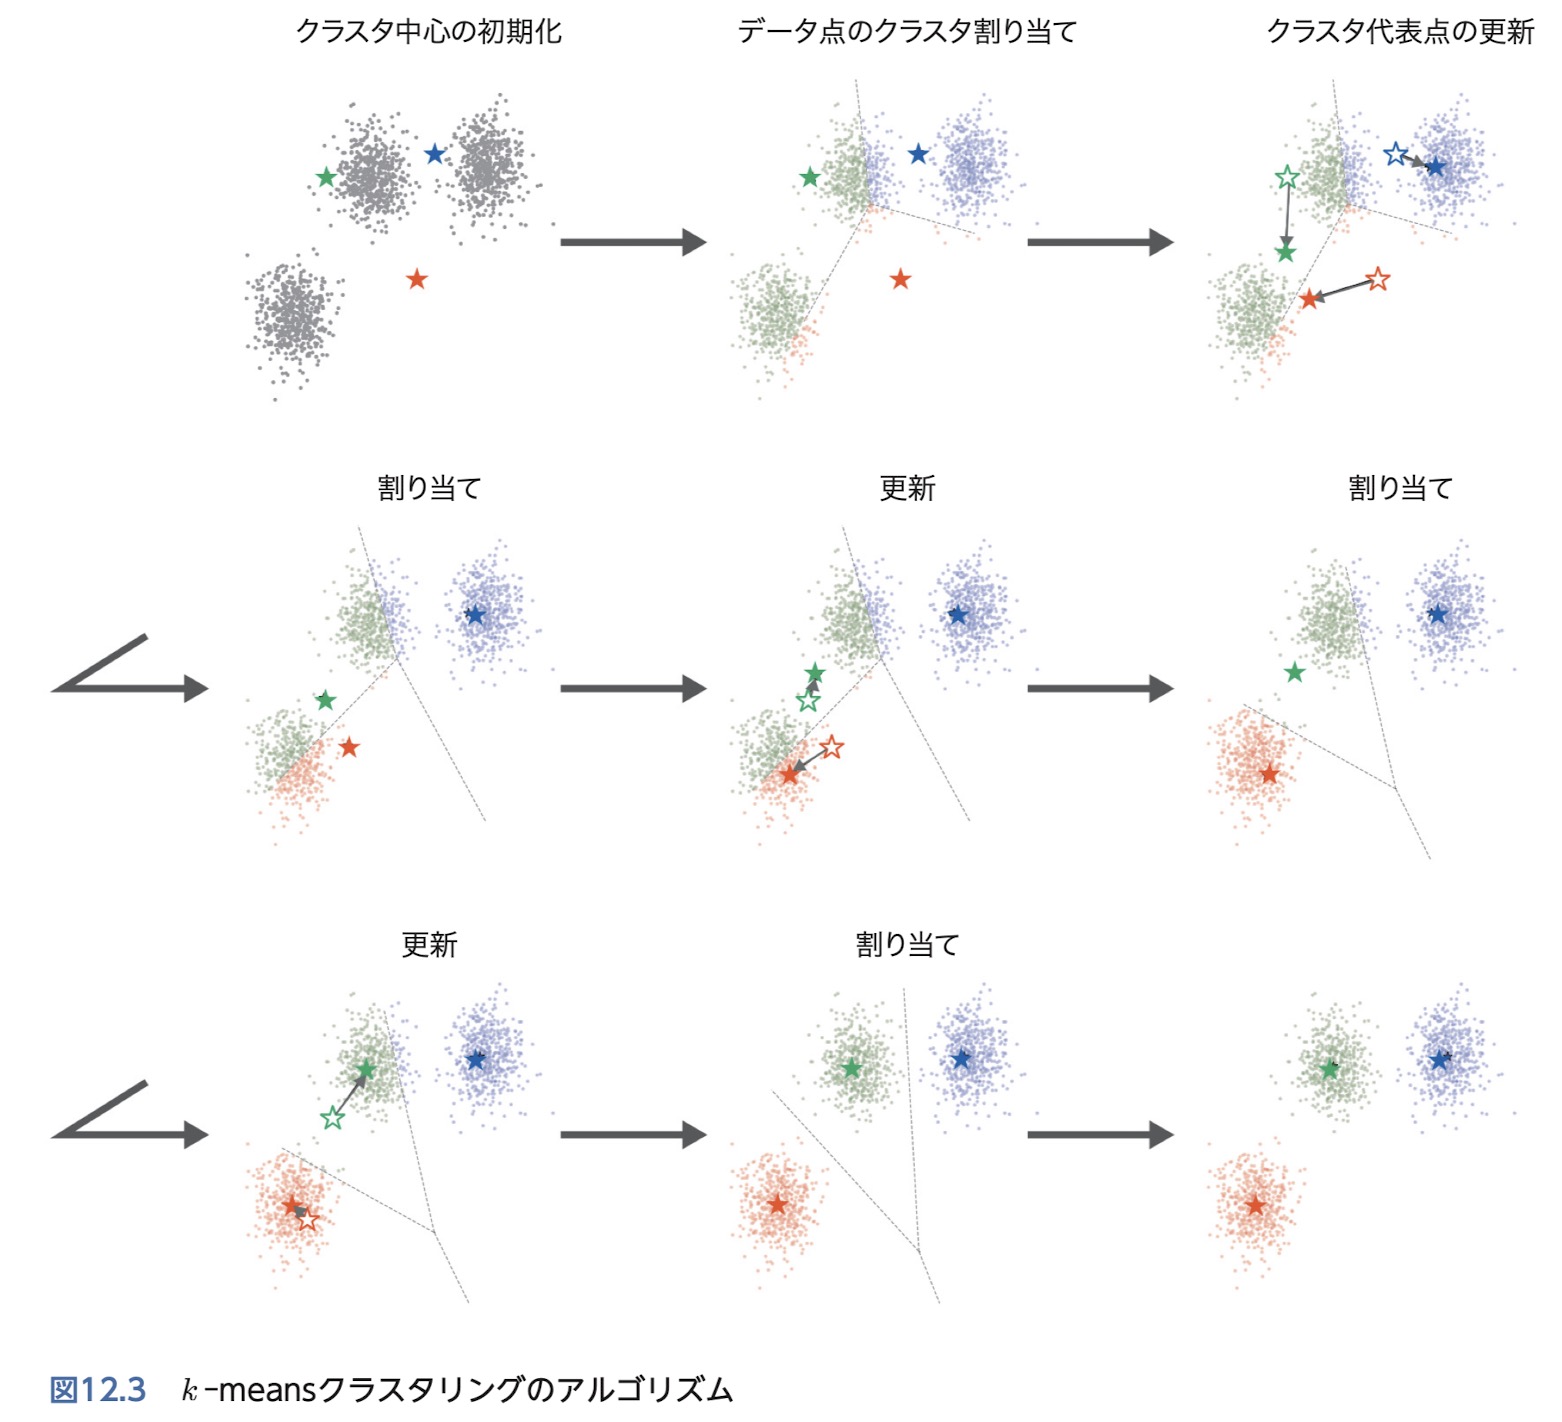 クラスタ中心の初期化
データ点のクラスタ割り当て
クラスタ代表点の更新
割り当て
更新
割り当て
更新
割り当て
図12.3 k-meansクラスタリングのアルゴリズム